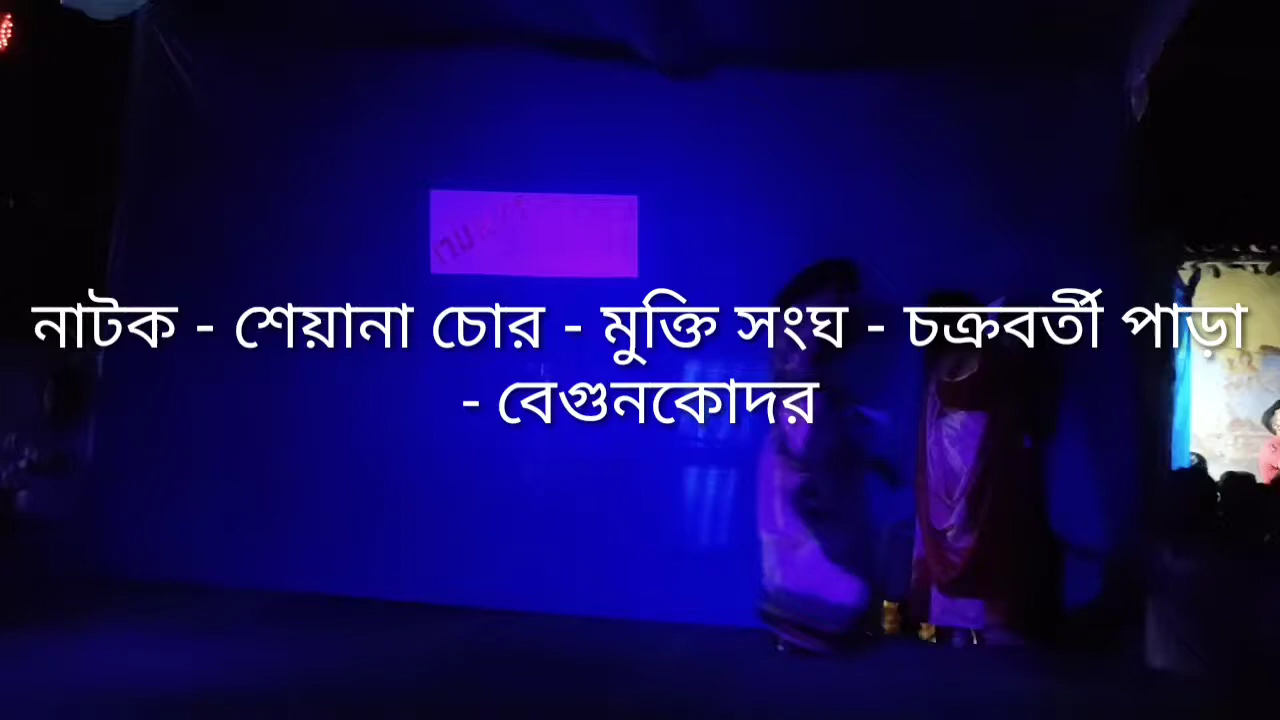 নাটক - শেয়ানা চোর - মুক্তি সংঘ - চক্রবর্তী পাড়া
- বেগুনকোদর